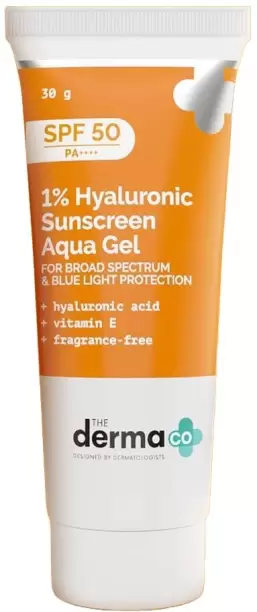 30 g
SPF 50
PA++++
1% Hyaluronic
Sunscreen
Aqua Gel
FOR BROAD SPECTRUM
& BLUE LIGHT PROTECTION
+ hyaluronic acid
+ vitamin E
+ fragrance-free
THE
derma co
DESIGNED BY DERMATOLOGISTS